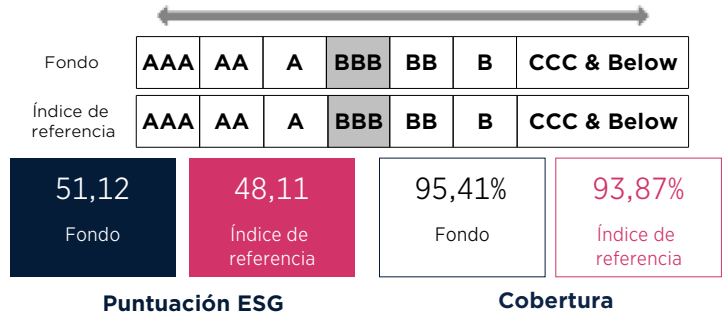 Fondo AAA AA A BBB BB B CCC & Below
Índice de
referencia AAA AA A BBB BB B CCC & Below
51,12 48,11 95,41% 93,87%
Fondo Índice de Fondo Índice de
referencia referencia
Puntuación ESG Cobertura